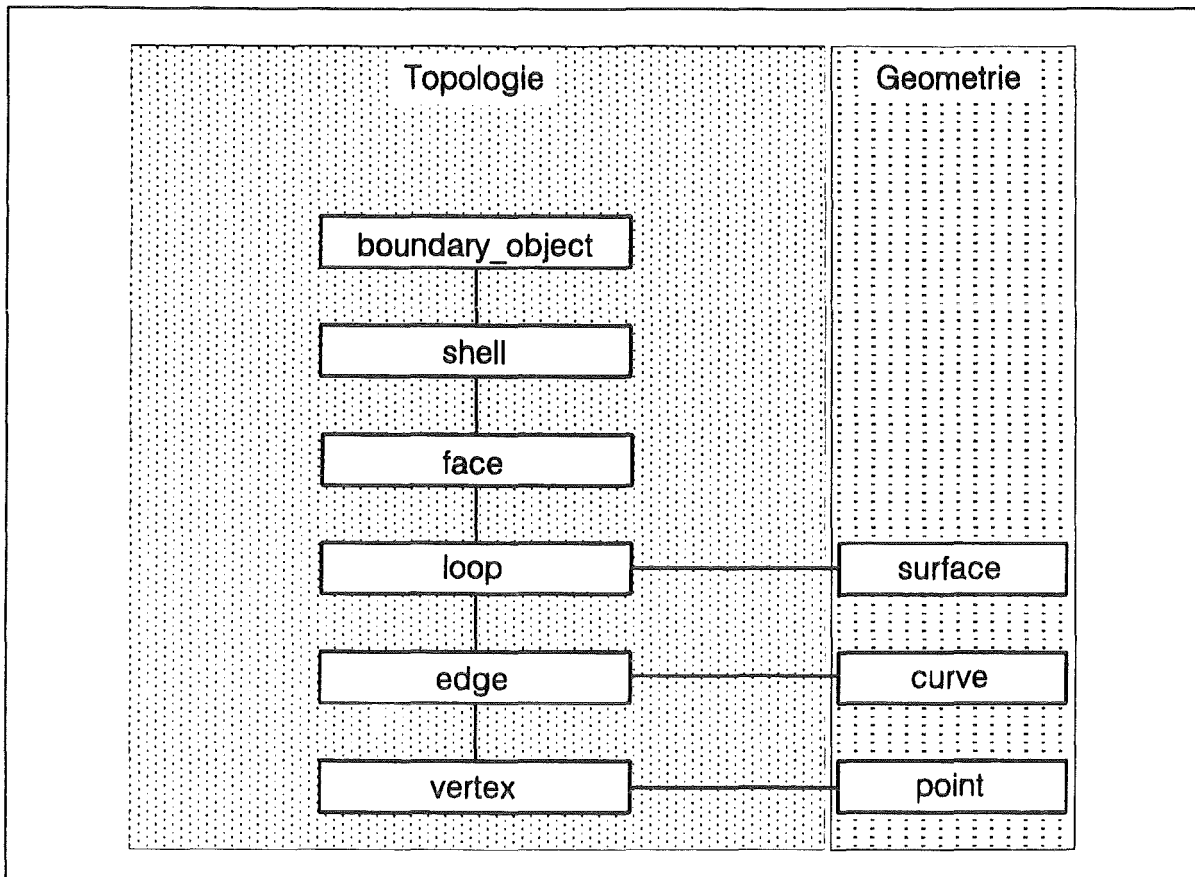 Topologie
Geometrie
boundary_object
shell
face
loop
surface
edge
curve
vertex
point